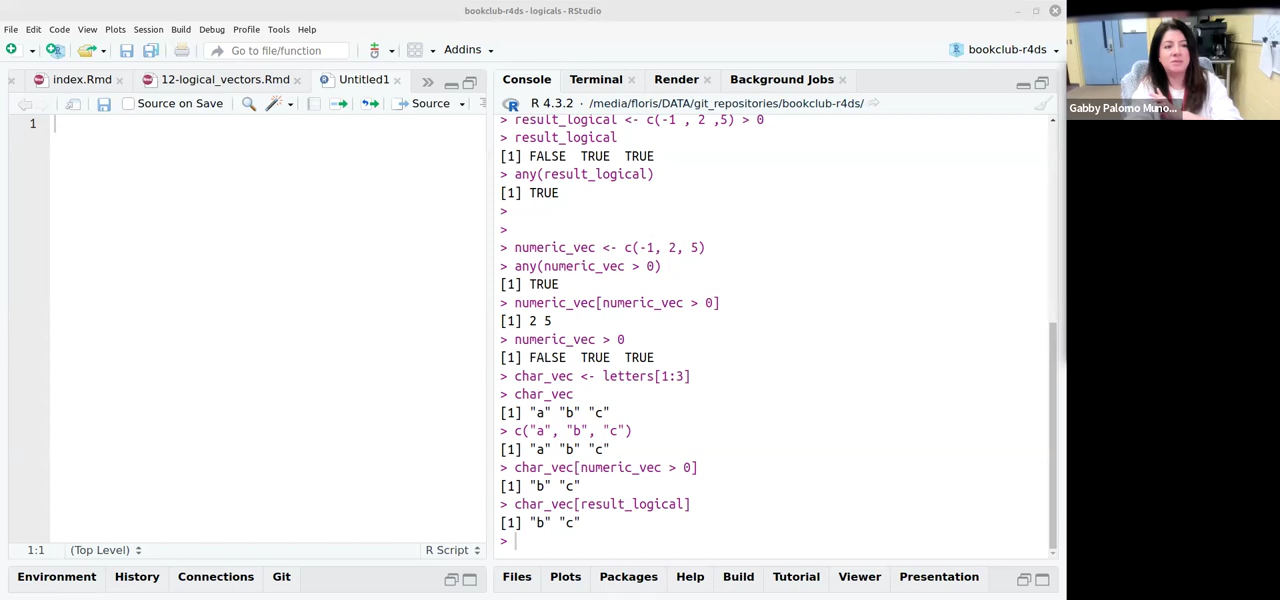 bookclub-r4ds - logicals - RStudio
File Edit Code View Plots Session Build Debug Profile Tools Help
Go to file/function Addins bookclub-r4ds
index.Rmd 12-logical_vectors.Rmd Untitled1
Source on Save Source
1
1:1 (Top Level) R Script
Environment History Connections Git
Console Terminal Render Background Jobs
R 4.3.2 · /media/floris/DATA/git_repositories/bookclub-r4ds/
> result_logical <- c(-1 , 2 ,5) > 0
> result_logical
[1] FALSE TRUE TRUE
> any(result_logical)
[1] TRUE
>
>
> numeric_vec <- c(-1, 2, 5)
> any(numeric_vec > 0)
[1] TRUE
> numeric_vec[numeric_vec > 0]
[1] 2 5
> numeric_vec > 0
[1] FALSE TRUE TRUE
> char_vec <- letters[1:3]
> char_vec
[1] "a" "b" "c"
> c("a", "b", "c")
[1] "a" "b" "c"
> char_vec[numeric_vec > 0]
[1] "b" "c"
> char_vec[result_logical]
[1] "b" "c"
>
Files Plots Packages Help Build Tutorial Viewer Presentation
Gabby Palomo Muno...